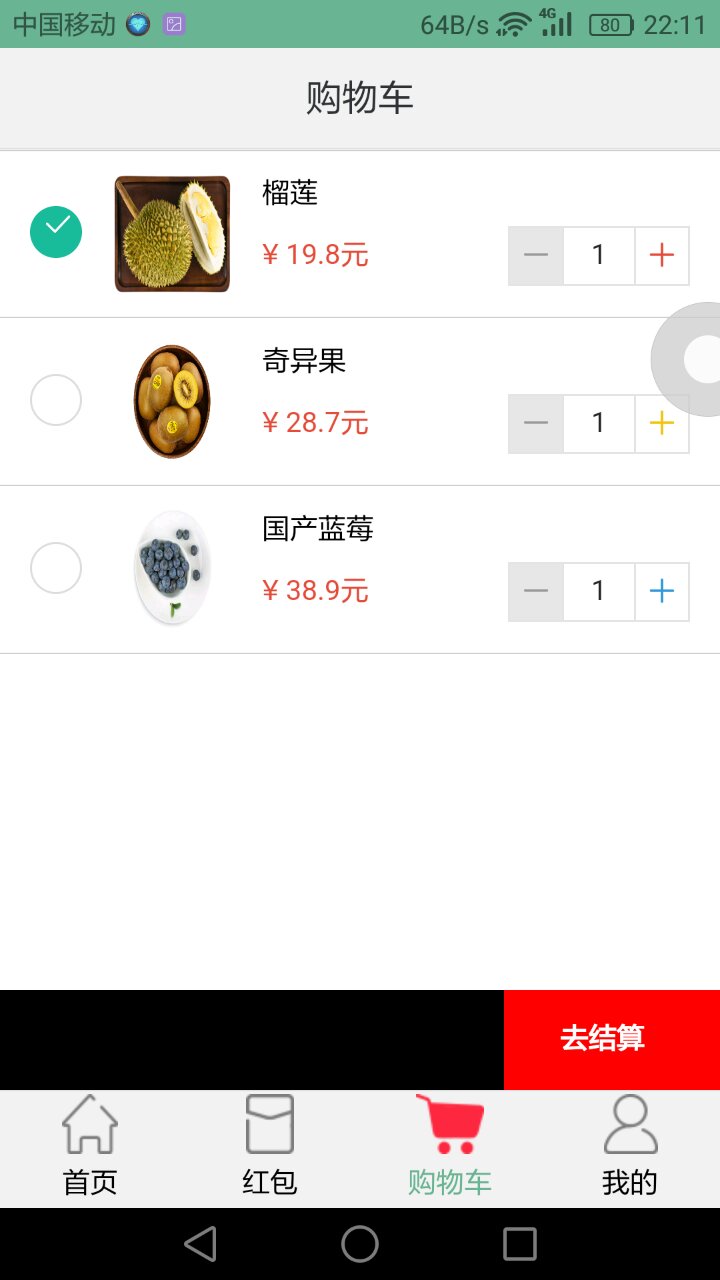 中国移动 64B/s 4G 80 22:11
购物车
榴莲
¥ 19.8元
1
奇异果
¥ 28.7元
1
国产蓝莓
¥ 38.9元
1
去结算
首页 红包 购物车 我的